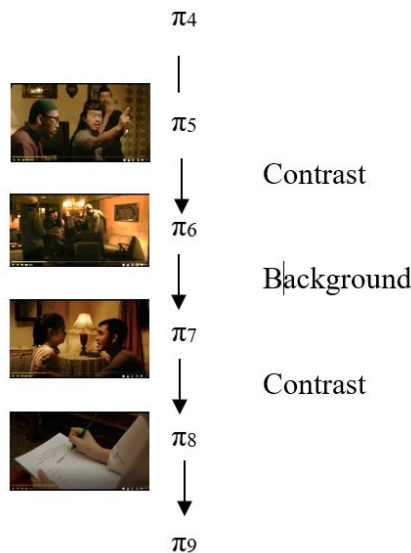 π4
π5
Contrast
π6
Background
π7
Contrast
π8
π9